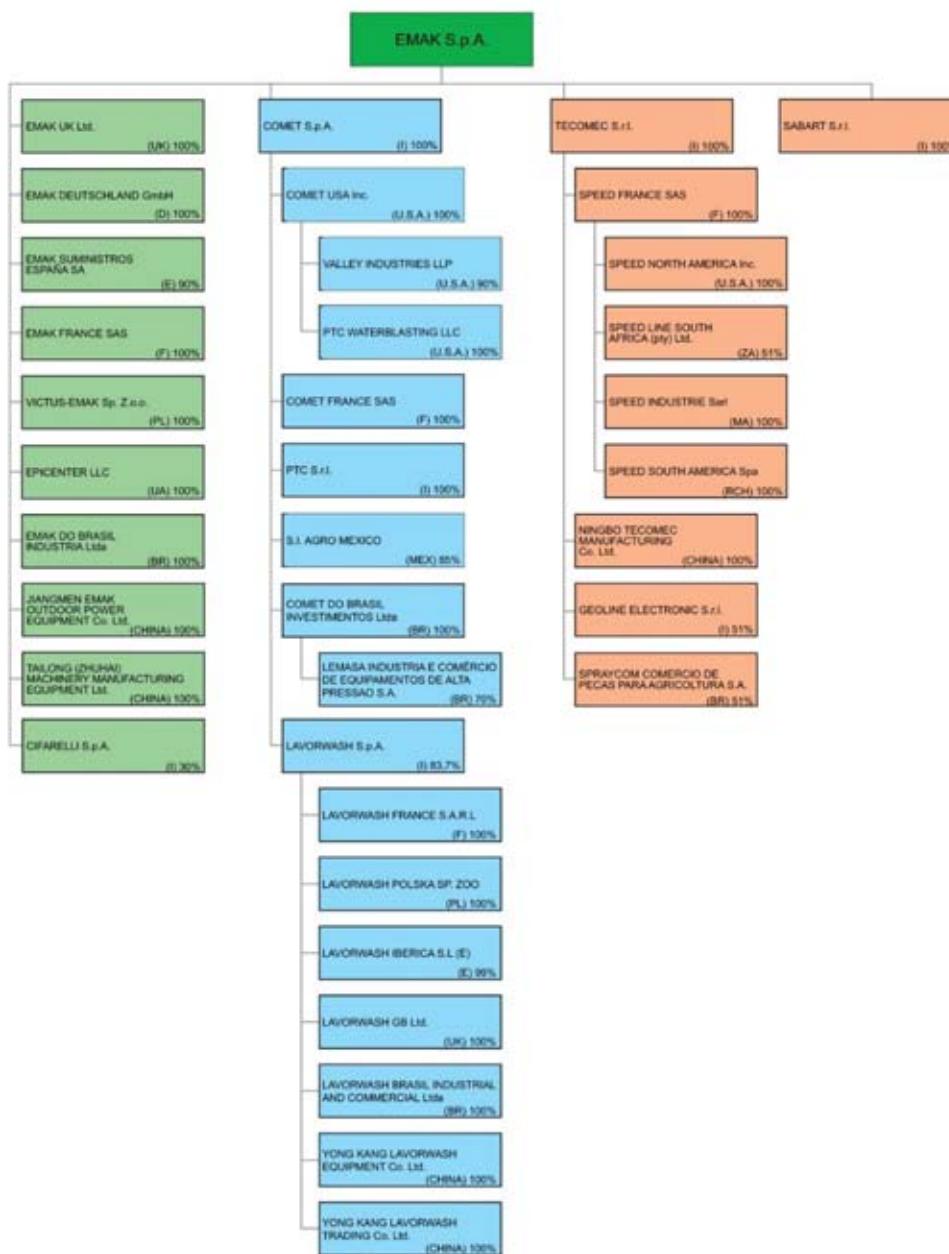 EMAK S.p.A.
EMAK UK Ltd.
(UK) 100%
EMAK DEUTSCHLAND GmbH
(D) 100%
EMAK SUMINISTROS
ESPAÑA SA
(E) 90%
EMAK FRANCE SAS
(F) 100%
VICTUS-EMAK Sp. Z.o.o.
(PL) 100%
EPICENTER LLC
(UA) 100%
EMAK DO BRASIL
INDUSTRIA Ltda
(BR) 100%
JIANGMEN EMAK
OUTDOOR POWER
EQUIPMENT Co. Ltd.
(CHINA) 100%
TAILONG (ZHUHAI)
MACHINERY MANUFACTURING
EQUIPMENT Ltd.
(CHINA) 100%
CIFARELLI S.p.A.
(I) 30%
COMET S.p.A.
(I) 100%
COMET USA Inc.
(U.S.A.) 100%
VALLEY INDUSTRIES LLP
(U.S.A.) 90%
PTC WATERBLASTING LLC
(U.S.A.) 100%
COMET FRANCE SAS
(F) 100%
PTC S.r.l.
(I) 100%
S.I. AGRO MEXICO
(MEX) 85%
COMET DO BRASIL
INVESTIMENTOS Ltda
(BR) 100%
LEMASA INDUSTRIA E COMÉRCIO
DE EQUIPAMENTOS DE ALTA
PRESSAO S.A.
(BR) 70%
LAVORWASH S.p.A.
(I) 83,7%
LAVORWASH FRANCE S.A.R.L
(F) 100%
LAVORWASH POLSKA SP. ZOO
(PL) 100%
LAVORWASH IBERICA S.L (E)
(E) 99%
LAVORWASH GB Ltd.
(UK) 100%
LAVORWASH BRASIL INDUSTRIAL
AND COMMERCIAL Ltda
(BR) 100%
YONG KANG LAVORWASH
EQUIPMENT Co. Ltd.
(CHINA) 100%
YONG KANG LAVORWASH
TRADING Co. Ltd.
(CHINA) 100%
TECOMEC S.r.l.
(I) 100%
SPEED FRANCE SAS
(F) 100%
SPEED NORTH AMERICA Inc.
(U.S.A.) 100%
SPEED LINE SOUTH
AFRICA (pty) Ltd.
(ZA) 51%
SPEED INDUSTRIE Sarl
(MA) 100%
SPEED SOUTH AMERICA Spa
(RCH) 100%
NINGBO TECOMEC
MANUFACTURING
Co. Ltd.
(CHINA) 100%
GEOLINE ELECTRONIC S.r.l.
(I) 51%
SPRAYCOM COMERCIO DE
PECAS PARA AGRICOLTURA S.A.
(BR) 51%
SABART S.r.l.
(I) 100%